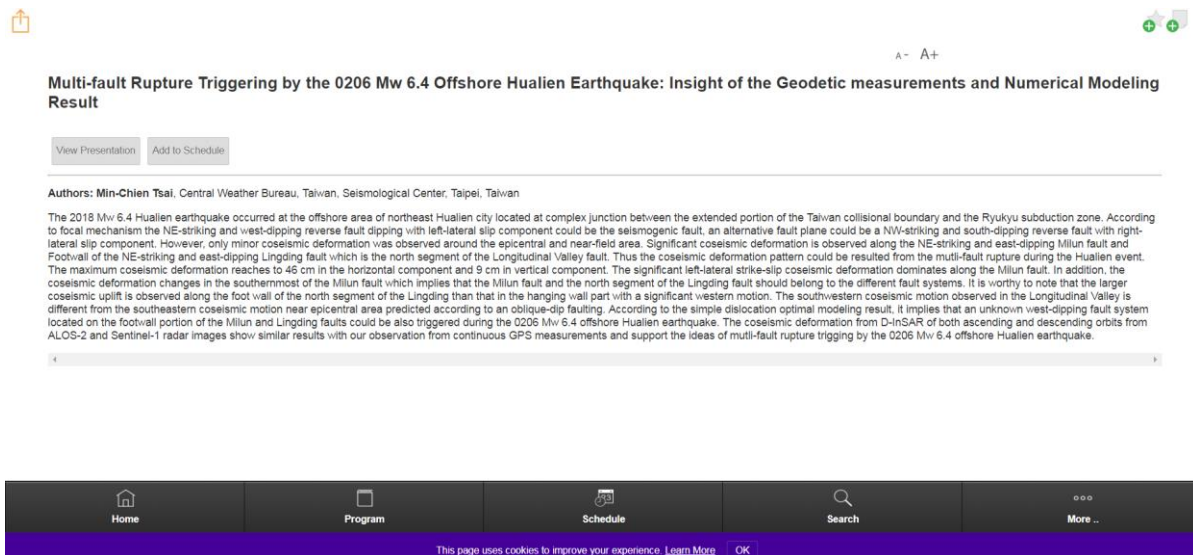 A- A+
Multi-fault Rupture Triggering by the 0206 Mw 6.4 Offshore Hualien Earthquake: Insight of the Geodetic measurements and Numerical Modeling
Result
View Presentation Add to Schedule
Authors: Min-Chien Tsai, Central Weather Bureau, Taiwan, Seismological Center, Taipei, Taiwan
The 2018 Mw 6.4 Hualien earthquake occurred at the offshore area of northeast Hualien city located at complex junction between the extended portion of the Taiwan collisional boundary and the Ryukyu subduction zone. According
to focal mechanism the NE-striking and west-dipping reverse fault dipping with left-lateral slip component could be the seismogenic fault, an alternative fault plane could be a NW-striking and south-dipping reverse fault with right-
lateral slip component. However, only minor coseismic deformation was observed around the epicentral and near-field area. Significant coseismic deformation is observed along the NE-striking and east-dipping Milun fault and
Footwall of the NE-striking and east-dipping Lingding fault which is the north segment of the Longitudinal Valley fault. Thus the coseismic deformation pattern could be resulted from the mutli-fault rupture during the Hualien event.
The maximum coseismic deformation reaches to 46 cm in the horizontal component and 9 cm in vertical component. The significant left-lateral strike-slip coseismic deformation dominates along the Milun fault. In addition, the
coseismic deformation changes in the southernmost of the Milun fault which implies that the Milun fault and the north segment of the Lingding fault should belong to the different fault systems. It is worthy to note that the larger
coseismic uplift is observed along the foot wall of the north segment of the Lingding than that in the hanging wall part with a significant western motion. The southwestern coseismic motion observed in the Longitudinal Valley is
different from the southeastern coseismic motion near epicentral area predicted according to an oblique-dip faulting. According to the simple dislocation optimal modeling result, it implies that an unknown west-dipping fault system
located on the footwall portion of the Milun and Lingding faults could be also triggered during the 0206 Mw 6.4 offshore Hualien earthquake. The coseismic deformation from D-InSAR of both ascending and descending orbits from
ALOS-2 and Sentinel-1 radar images show similar results with our observation from continuous GPS measurements and support the ideas of mutli-fault rupture trigging by the 0206 Mw 6.4 offshore Hualien earthquake.
Home Program Schedule Search More ..
This page uses cookies to improve your experience. Learn More OK